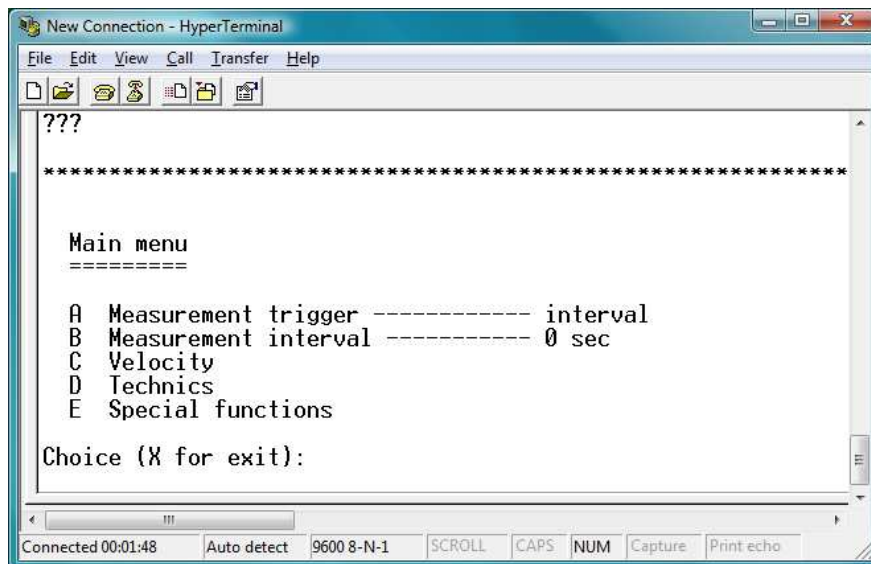 New Connection - HyperTerminal
File Edit View Call Transfer Help
???
*************************************************************
Main menu
=========
A Measurement trigger ------------ interval
B Measurement interval ----------- 0 sec
C Velocity
D Technics
E Special functions
Choice (X for exit):
Connected 00:01:48 Auto detect 9600 8-N-1 SCROLL CAPS NUM Capture Print echo